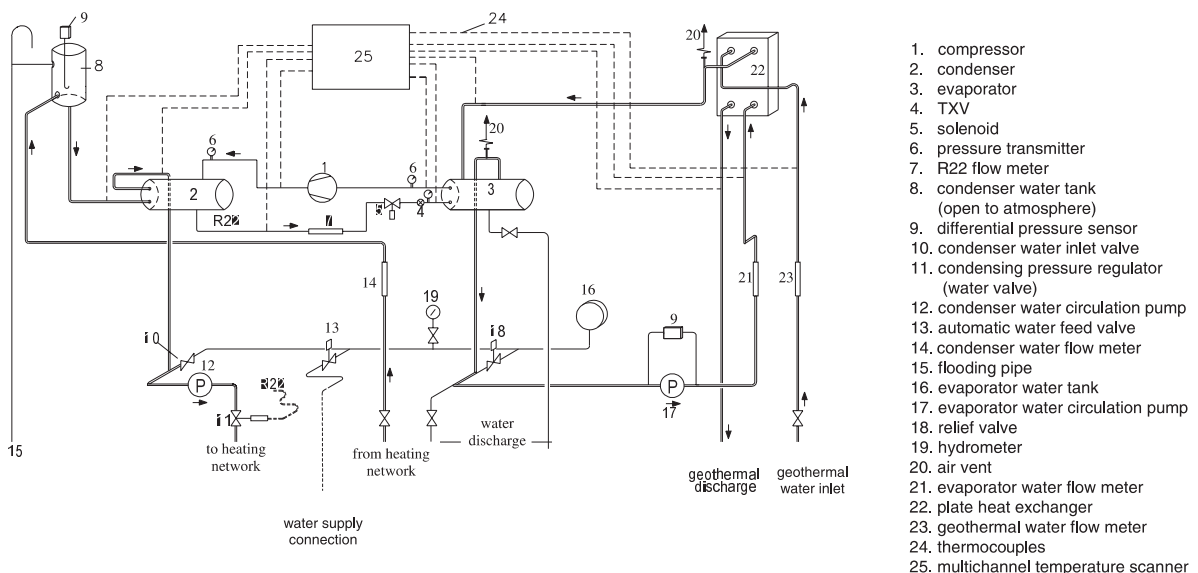 9
24
20
25
8
22
6
1
6
20
2
3
4
7
14
19
16
13
18
9
10
12
P
P
11
21
23
17
15
to heating
network
from heating
network
water
discharge
geothermal
discharge
geothermal
water inlet
water supply
connection
1. compressor
2. condenser
3. evaporator
4. TXV
5. solenoid
6. pressure transmitter
7. R22 flow meter
8. condenser water tank
(open to atmosphere)
9. differential pressure sensor
10. condenser water inlet valve
11. condensing pressure regulator
(water valve)
12. condenser water circulation pump
13. automatic water feed valve
14. condenser water flow meter
15. flooding pipe
16. evaporator water tank
17. evaporator water circulation pump
18. relief valve
19. hydrometer
20. air vent
21. evaporator water flow meter
22. plate heat exchanger
23. geothermal water flow meter
24. thermocouples
25. multichannel temperature scanner